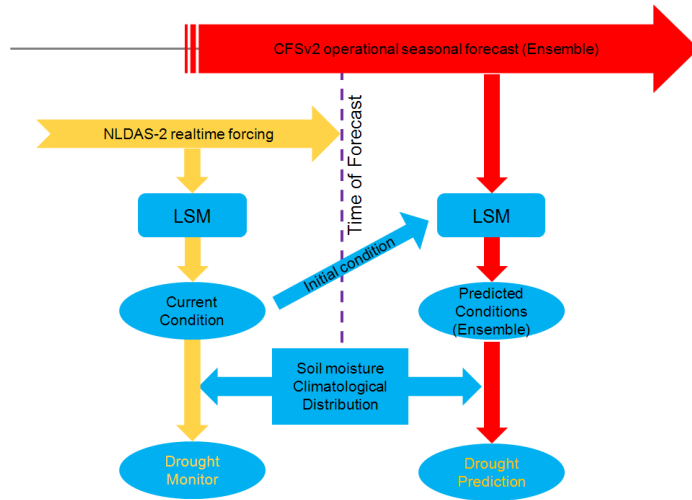 CFSv2 operational seasonal forecast (Ensemble)
NLDAS-2 realtime forcing
Time of Forecast
LSM
LSM
Initial condition
Current
Condition
Predicted
Conditions
(Ensemble)
Soil moisture
Climatological
Distribution
Drought
Monitor
Drought
Prediction